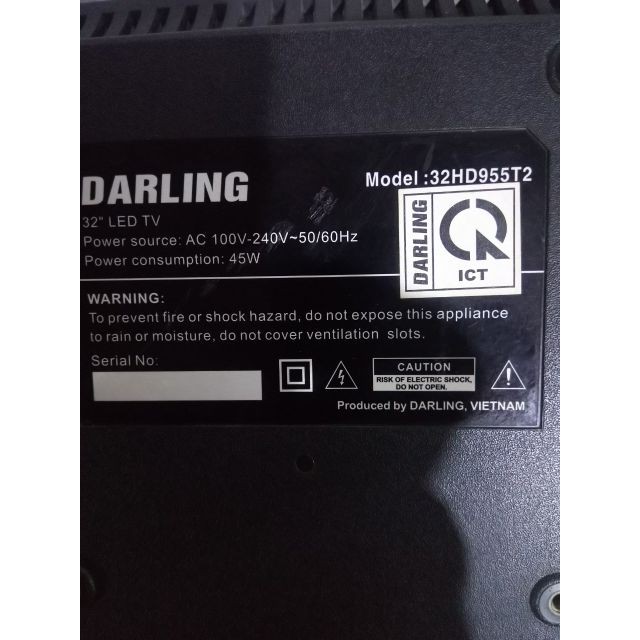 DARLING
Model :32HD955T2
32" LED TV
Power source: AC 100V-240V~50/60Hz
Power consumption: 45W
DARLING
ICT
WARNING:
To prevent fire or shock hazard, do not expose this appliance
to rain or moisture, do not cover ventilation slots.
Serial No:
CAUTION
RISK OF ELECTRIC SHOCK,
DO NOT OPEN.
Produced by DARLING, VIETNAM